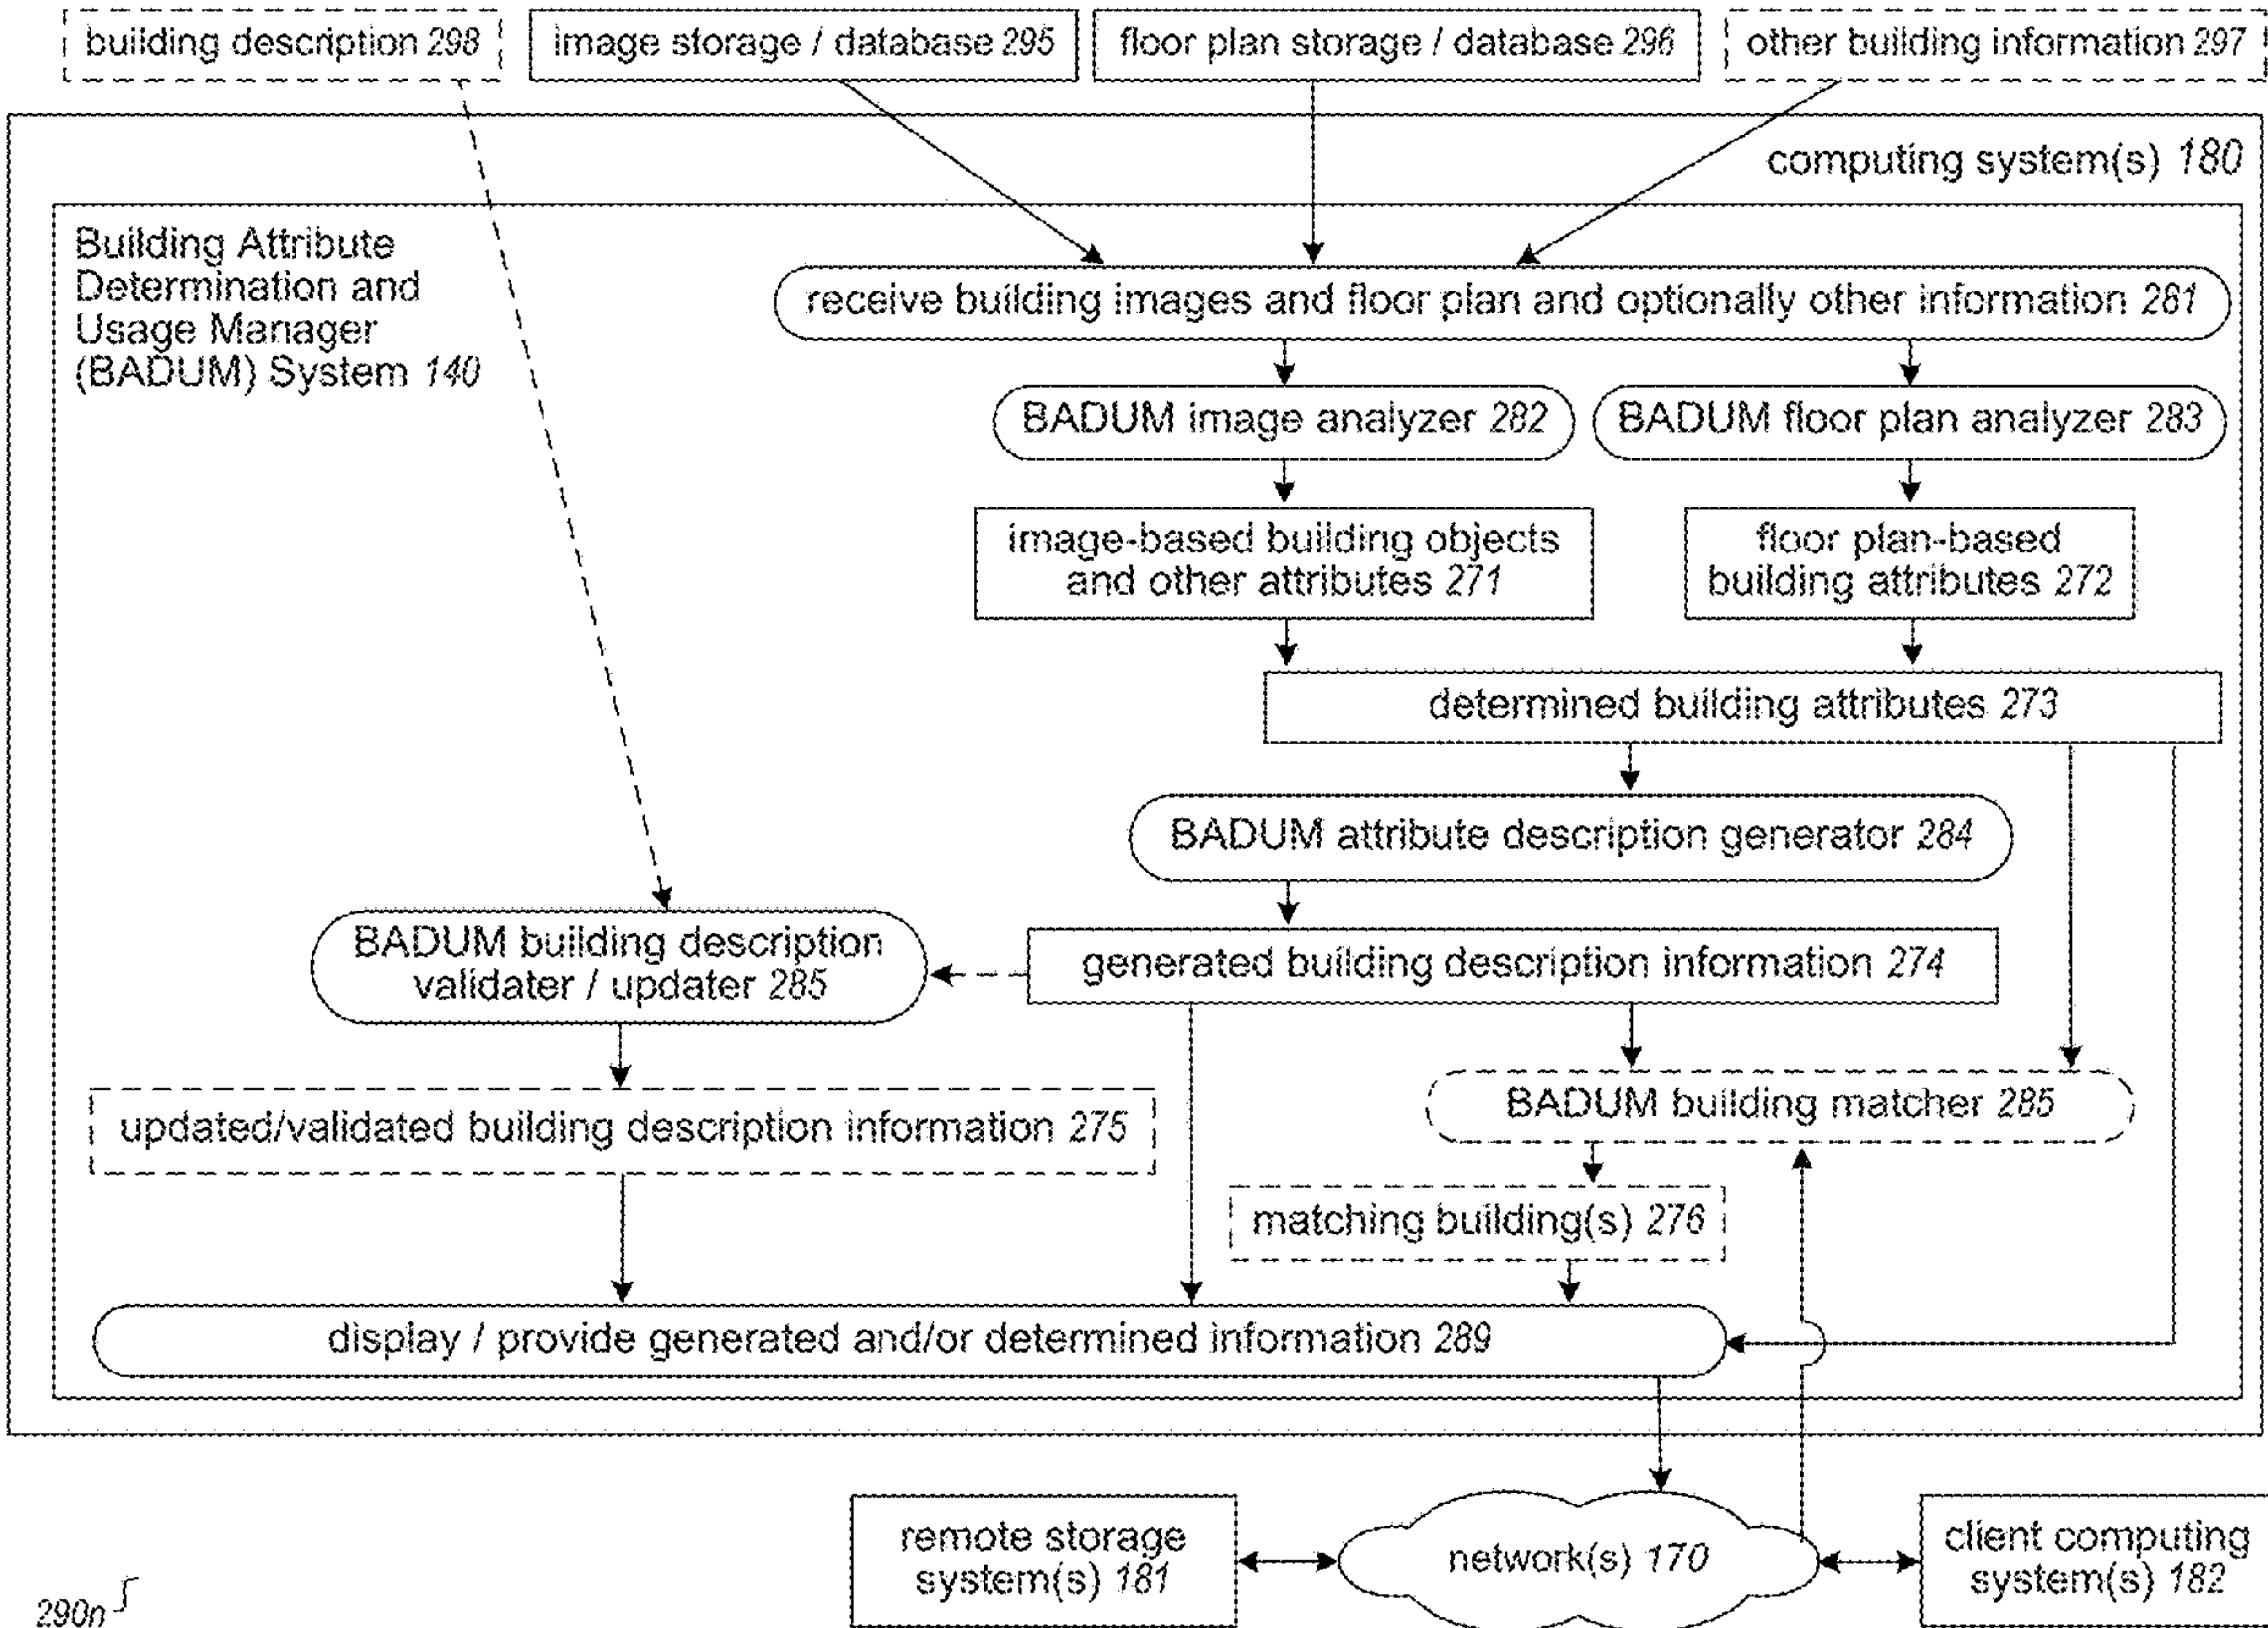 building description 298
image storage / database 295
floor plan storage / database 296
other building information 297
computing system(s) 180
Building Attribute
Determination and
Usage Manager
(BADUM) System 140
receive building images and floor plan and optionally other information 281
BADUM image analyzer 282
BADUM floor plan analyzer 283
image-based building objects
and other attributes 271
floor plan-based
building attributes 272
determined building attributes 273
BADUM attribute description generator 284
BADUM building description
validater / updater 285
generated building description information 274
updated/validated building description information 275
BADUM building matcher 285
matching building(s) 276
display / provide generated and/or determined information 289
remote storage
system(s) 181
network(s) 170
client computing
system(s) 182
290n